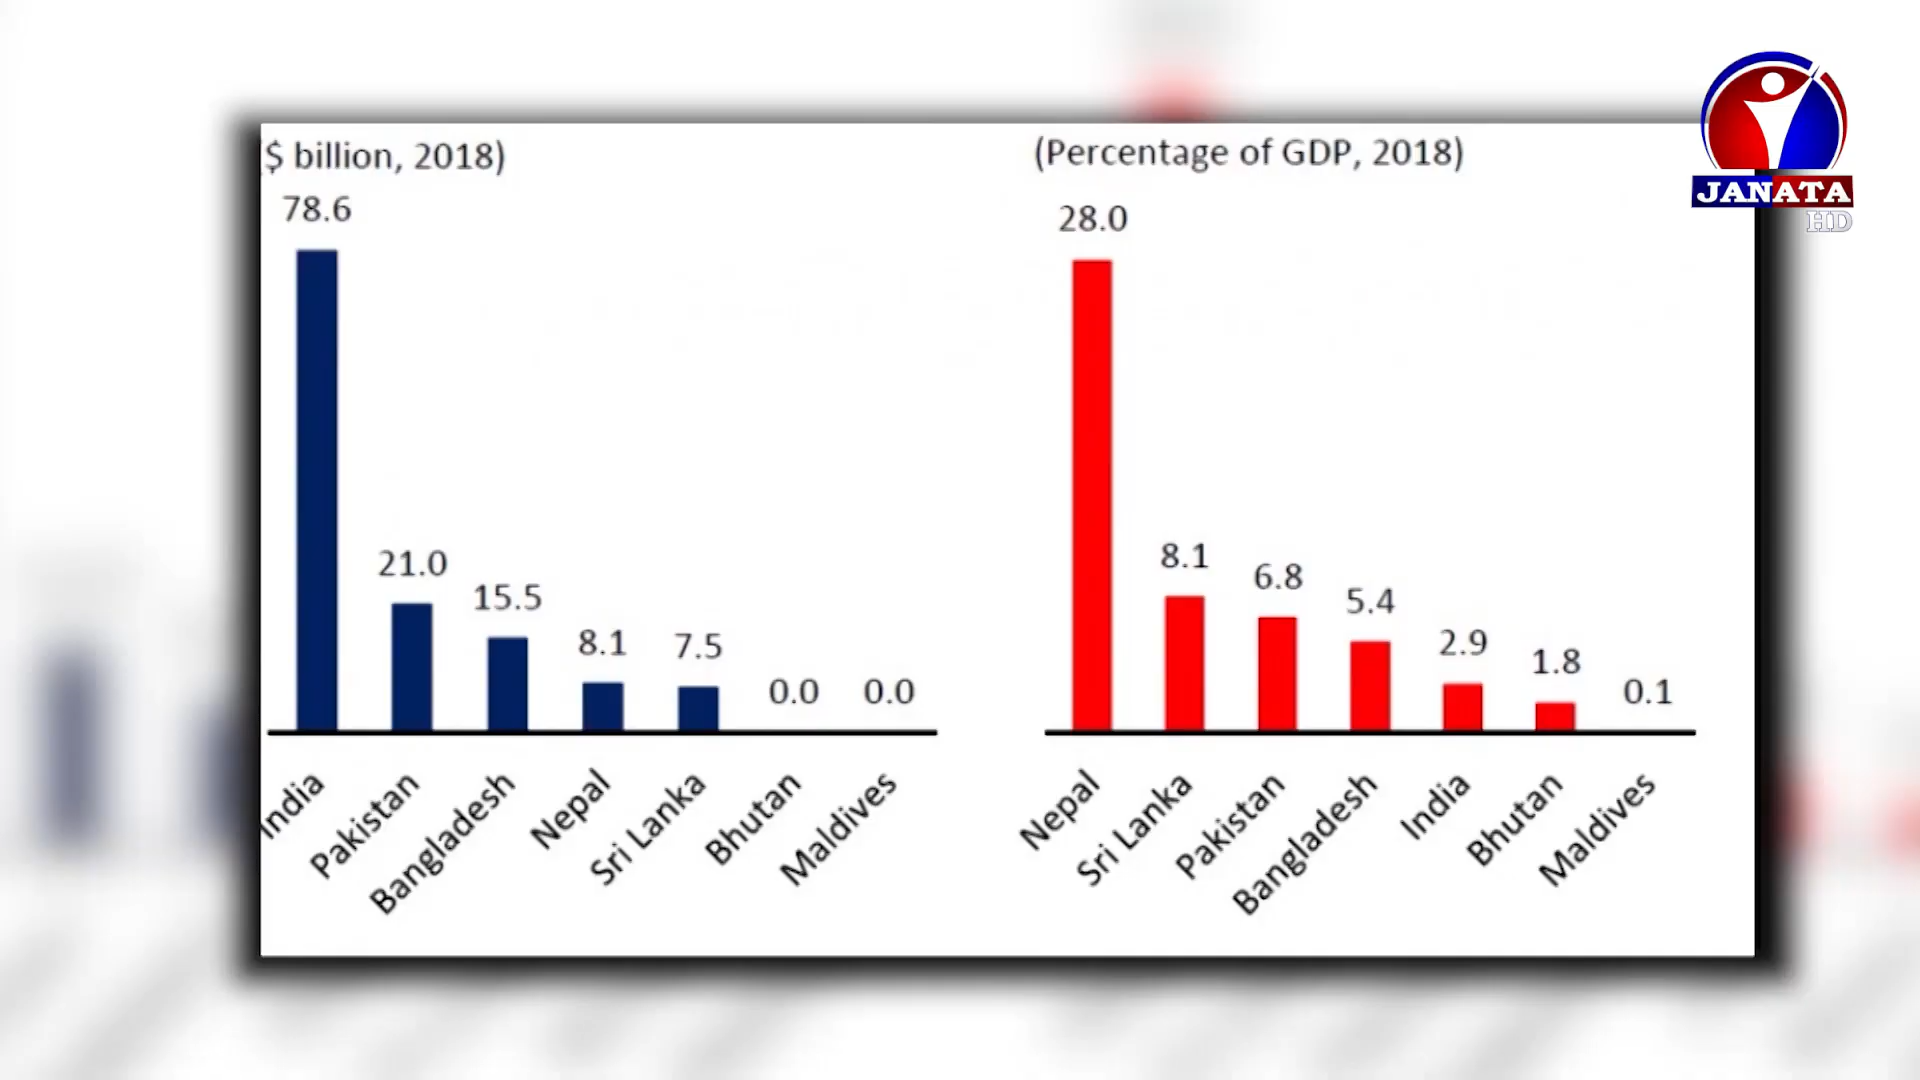 ($ billion, 2018)
78.6
21.0
15.5
8.1
7.5
0.0
0.0
India
Pakistan
Bangladesh
Nepal
Sri Lanka
Bhutan
Maldives
(Percentage of GDP, 2018)
28.0
8.1
6.8
5.4
2.9
1.8
0.1
Nepal
Sri Lanka
Pakistan
Bangladesh
India
Bhutan
Maldives
JANATA
HD